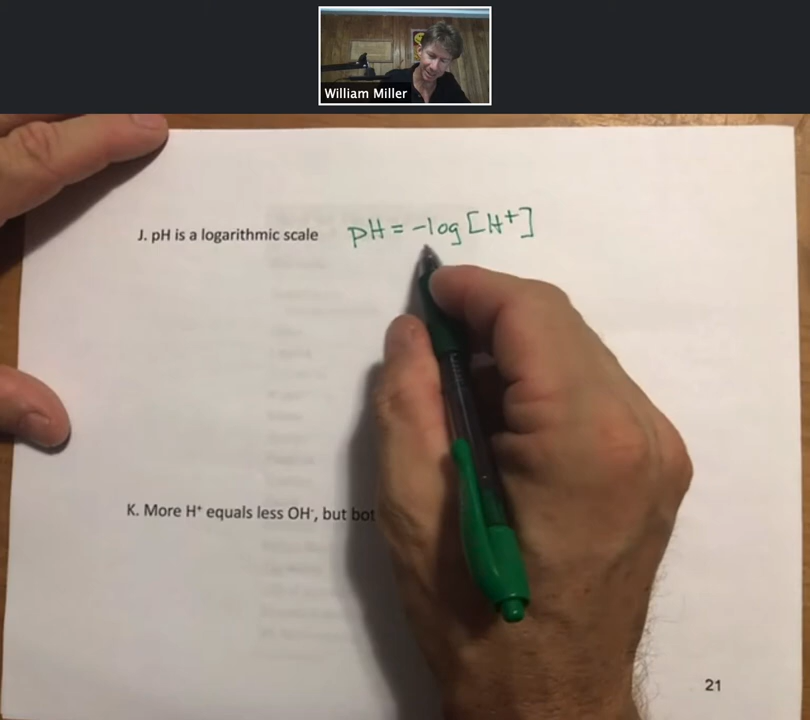 William Miller
J. pH is a logarithmic scale pH = -log [H⁺]
K. More H⁺ equals less OH⁻, but bot
21